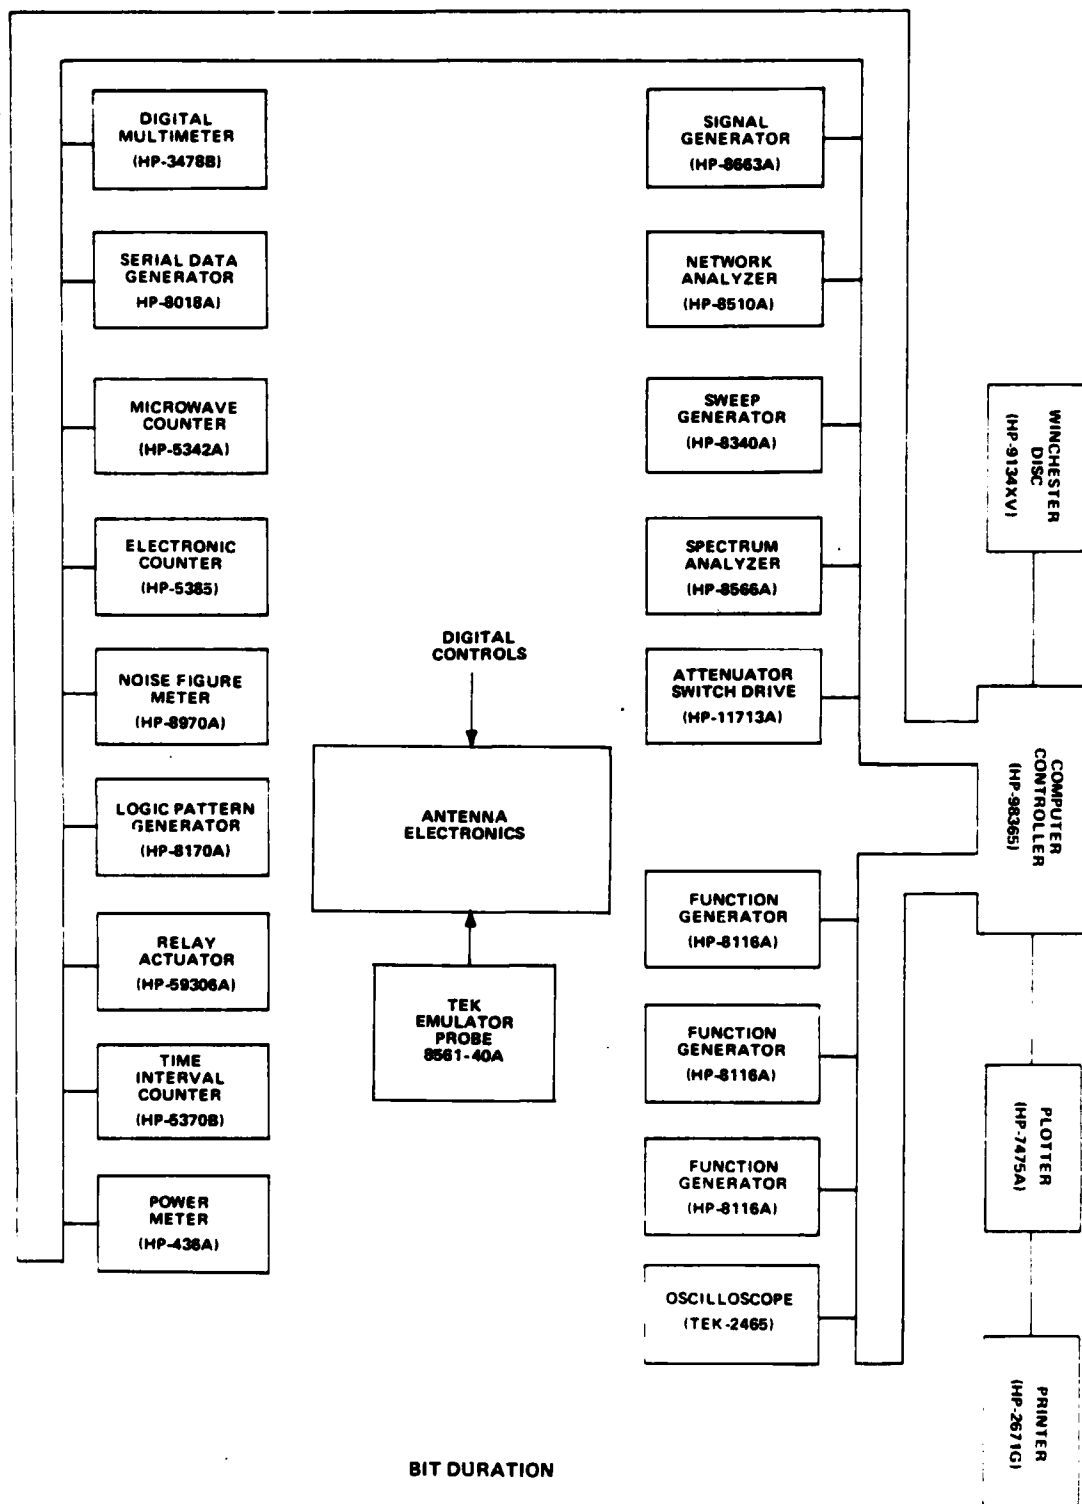 DIGITAL
MULTIMETER
(HP-3478B)
SERIAL DATA
GENERATOR
HP-8018A)
MICROWAVE
COUNTER
(HP-5342A)
ELECTRONIC
COUNTER
(HP-5385)
NOISE FIGURE
METER
(HP-8970A)
LOGIC PATTERN
GENERATOR
(HP-8170A)
RELAY
ACTUATOR
(HP-59306A)
TIME
INTERVAL
COUNTER
(HP-5370B)
POWER
METER
(HP-436A)
DIGITAL
CONTROLS
ANTENNA
ELECTRONICS
TEK
EMULATOR
PROBE
8561-40A
SIGNAL
GENERATOR
(HP-8663A)
NETWORK
ANALYZER
(HP-8510A)
SWEEP
GENERATOR
(HP-8340A)
SPECTRUM
ANALYZER
(HP-8566A)
ATTENUATOR
SWITCH DRIVE
(HP-11713A)
FUNCTION
GENERATOR
(HP-8116A)
FUNCTION
GENERATOR
(HP-8116A)
FUNCTION
GENERATOR
(HP-8116A)
OSCILLOSCOPE
(TEK-2465)
WINCHESTER
DISC
(HP-9134XV)
COMPUTER
CONTROLLER
(HP-98365)
PLOTTER
(HP-7475A)
PRINTER
(HP-2671G)
BIT DURATION